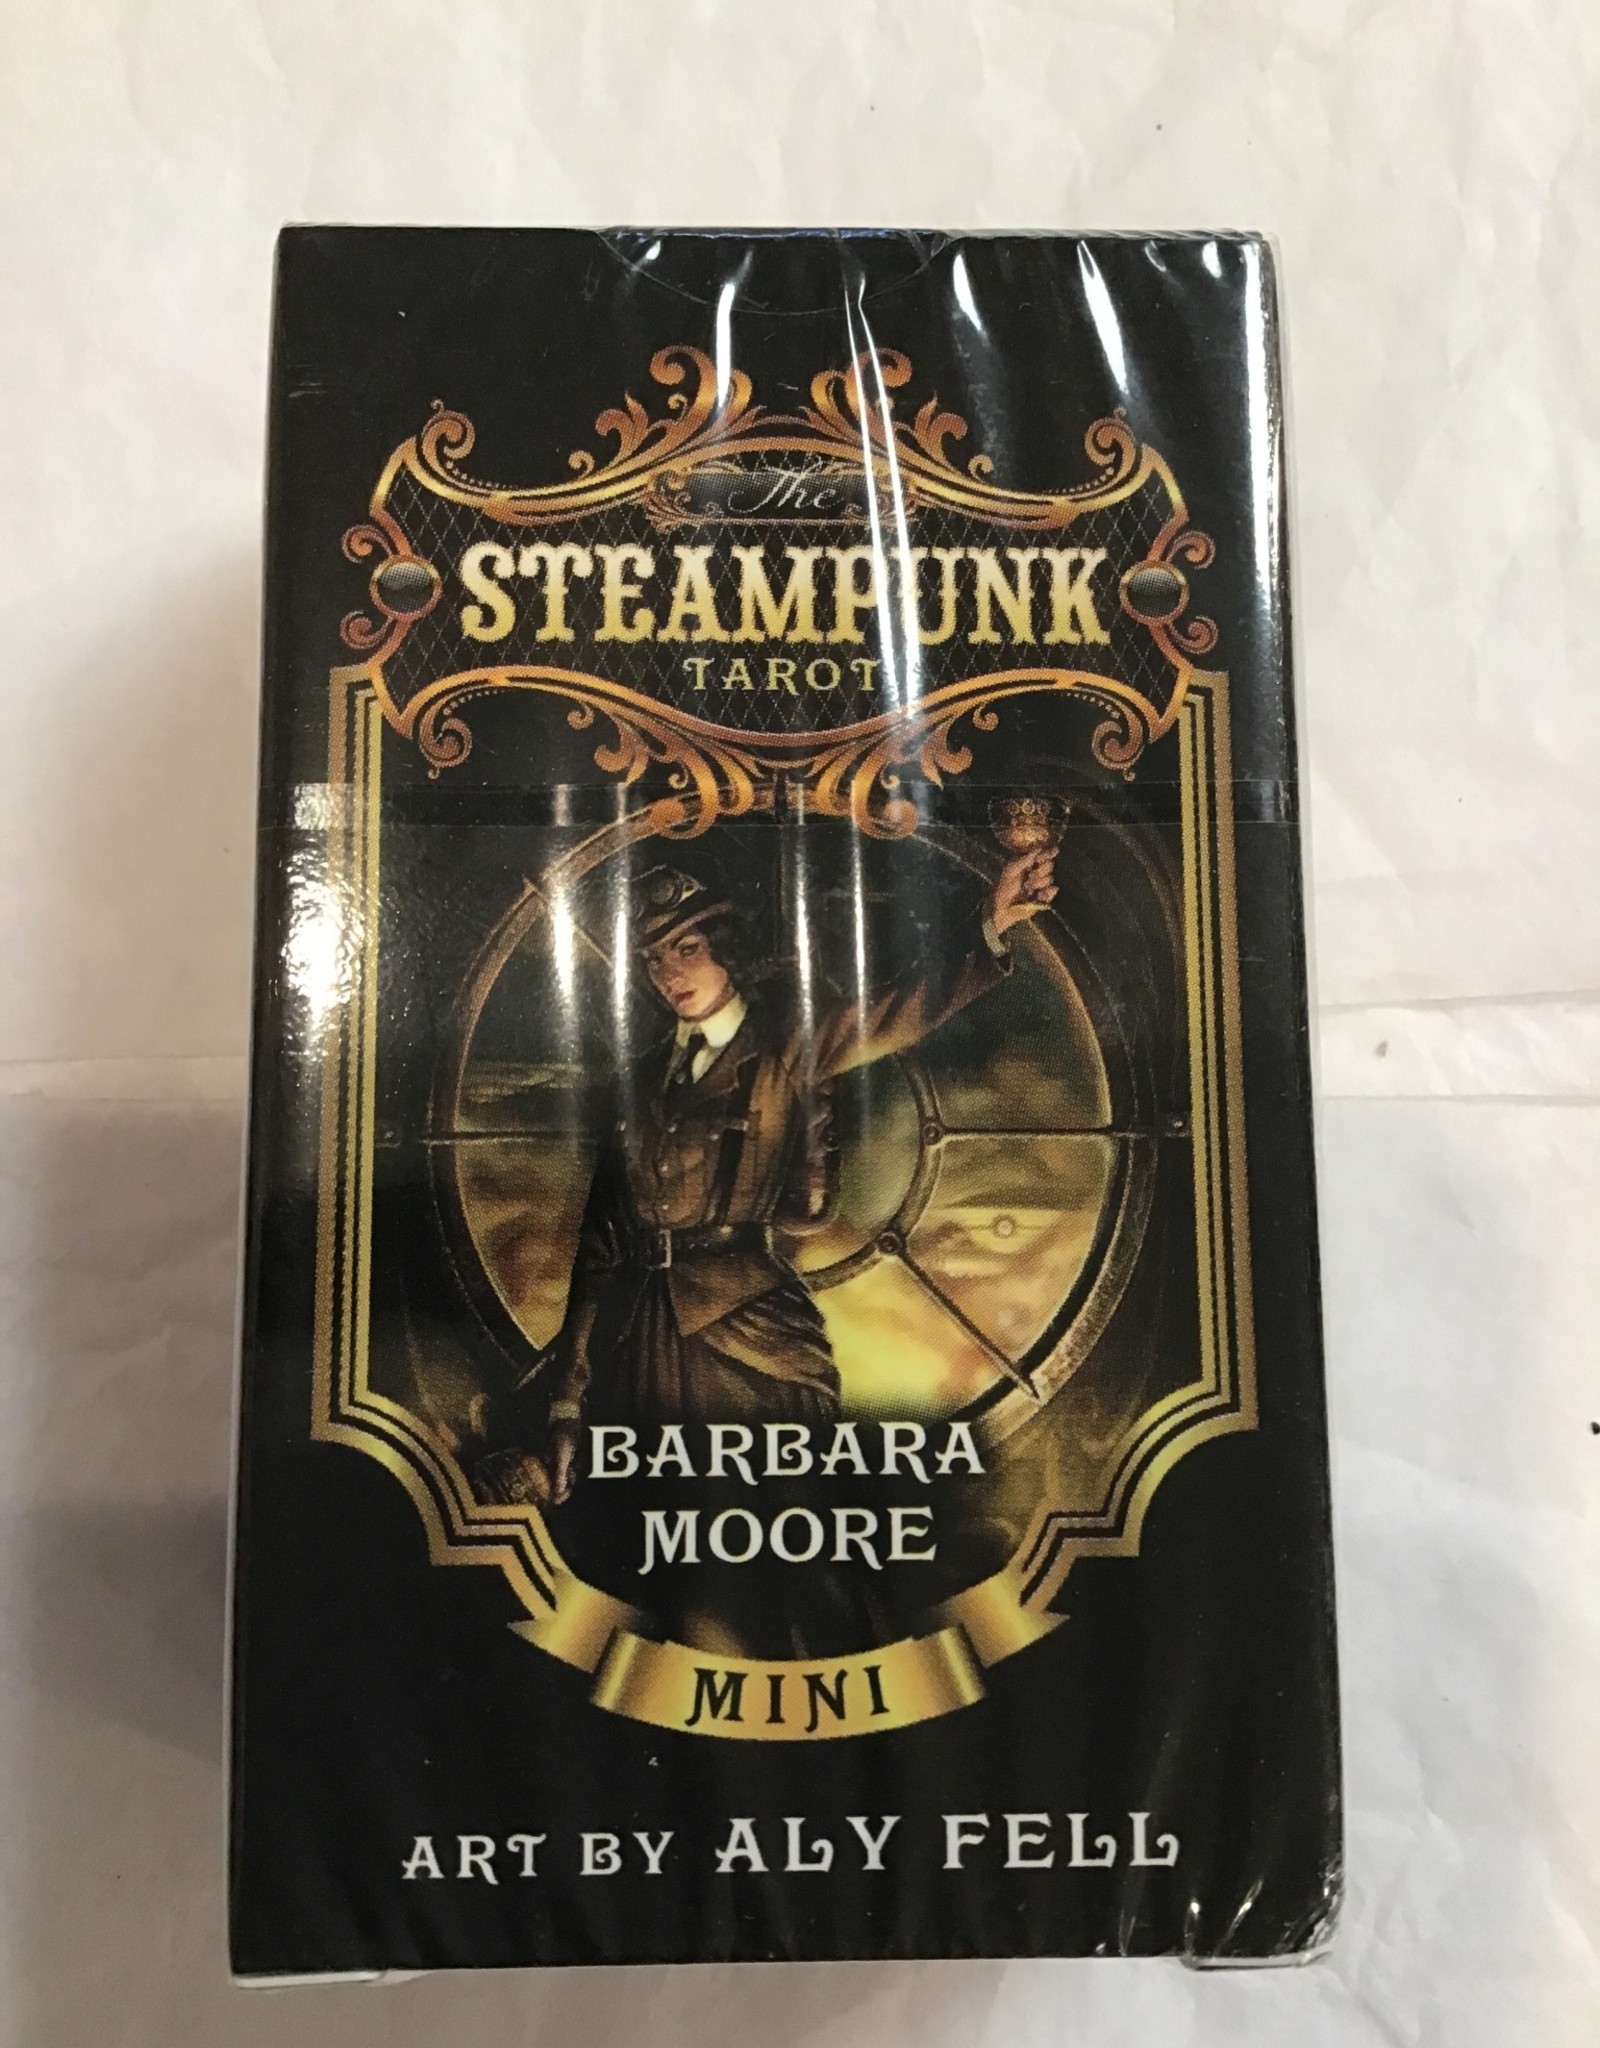 The
STEAMPUNK
TAROT
BARBARA
MOORE
MINI
ART BY ALY FELL